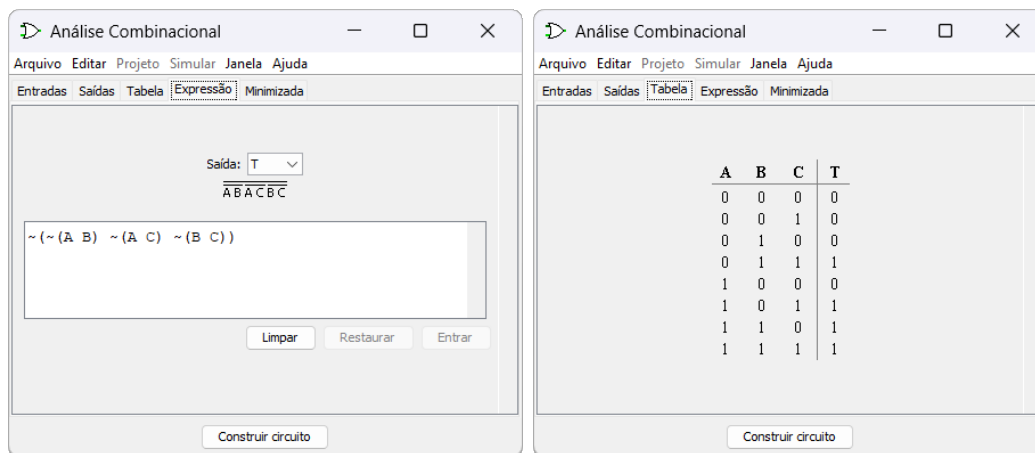 Análise Combinacional
Arquivo Editar Projeto Simular Janela Ajuda
Entradas Saídas Tabela Expressão Minimizada
Saída: T
A B A C B C
~(~(A B) ~(A C) ~(B C))
Limpar Restaurar Entrar
Construir circuito
Análise Combinacional
Arquivo Editar Projeto Simular Janela Ajuda
Entradas Saídas Tabela Expressão Minimizada
A B C T
0 0 0 0
0 0 1 0
0 1 0 0
0 1 1 1
1 0 0 0
1 0 1 1
1 1 0 1
1 1 1 1
Construir circuito